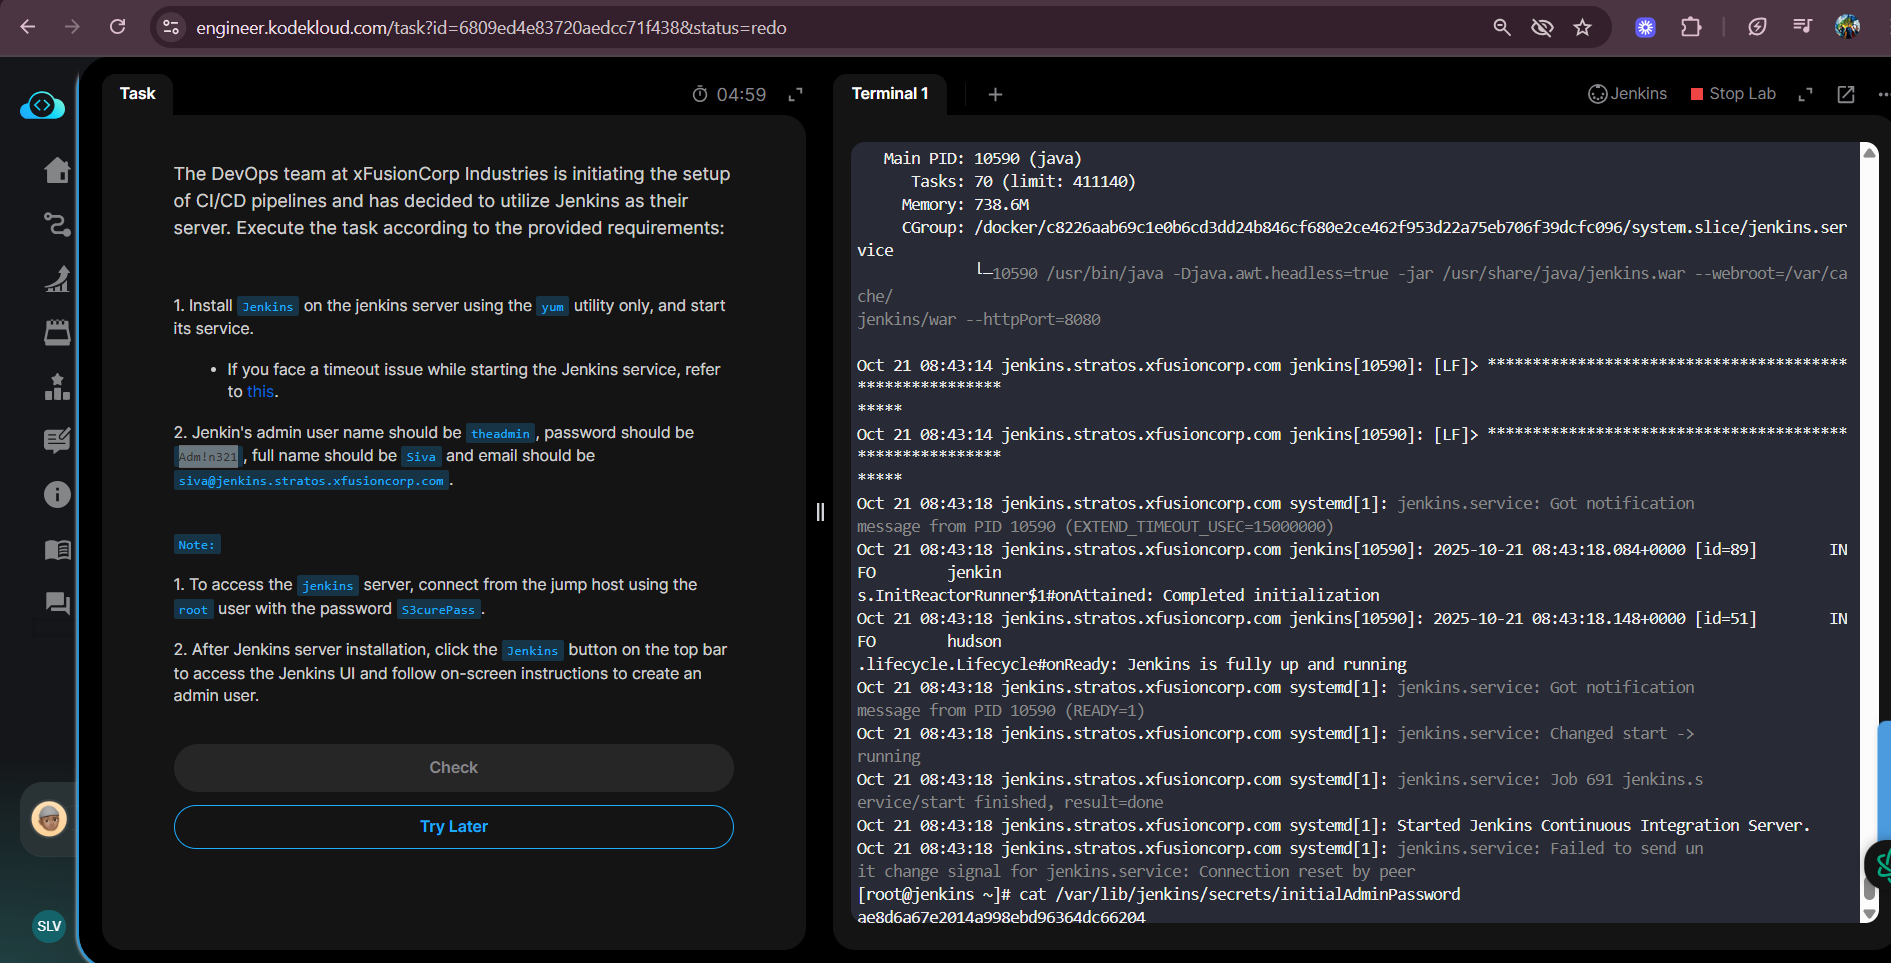 engineer.kodekloud.com/task?id=6809ed4e83720aedcc71f438&status=redo
Task
04:59
Terminal 1
Jenkins
Stop Lab
The DevOps team at xFusionCorp Industries is initiating the setup
of CI/CD pipelines and has decided to utilize Jenkins as their
server. Execute the task according to the provided requirements:
1. Install Jenkins on the jenkins server using the yum utility only, and start
its service.
• If you face a timeout issue while starting the Jenkins service, refer
to this.
2. Jenkin's admin user name should be theadmin, password should be
Adm!n321, full name should be Siva and email should be
siva@jenkins.stratos.xfusioncorp.com.
Note:
1. To access the jenkins server, connect from the jump host using the
root user with the password S3curePass.
2. After Jenkins server installation, click the Jenkins button on the top bar
to access the Jenkins UI and follow on-screen instructions to create an
admin user.
Check
Try Later
SLV
Main PID: 10590 (java)
Tasks: 70 (limit: 411140)
Memory: 738.6M
CGroup: /docker/c8226aab69c1e0b6cd3dd24b846cf680e2ce462f953d22a75eb706f39dcfc096/system.slice/jenkins.ser
vice
└─10590 /usr/bin/java -Djava.awt.headless=true -jar /usr/share/java/jenkins.war --webroot=/var/ca
che/
jenkins/war --httpPort=8080
Oct 21 08:43:14 jenkins.stratos.xfusioncorp.com jenkins[10590]: [LF]> ****************************************
****************
*****
Oct 21 08:43:14 jenkins.stratos.xfusioncorp.com jenkins[10590]: [LF]> ****************************************
****************
*****
Oct 21 08:43:18 jenkins.stratos.xfusioncorp.com systemd[1]: jenkins.service: Got notification
message from PID 10590 (EXTEND_TIMEOUT_USEC=15000000)
Oct 21 08:43:18 jenkins.stratos.xfusioncorp.com jenkins[10590]: 2025-10-21 08:43:18.084+0000 [id=89] IN
FO jenkin
s.InitReactorRunner$1#onAttained: Completed initialization
Oct 21 08:43:18 jenkins.stratos.xfusioncorp.com jenkins[10590]: 2025-10-21 08:43:18.148+0000 [id=51] IN
FO hudson
.lifecycle.Lifecycle#onReady: Jenkins is fully up and running
Oct 21 08:43:18 jenkins.stratos.xfusioncorp.com systemd[1]: jenkins.service: Got notification
message from PID 10590 (READY=1)
Oct 21 08:43:18 jenkins.stratos.xfusioncorp.com systemd[1]: jenkins.service: Changed start ->
running
Oct 21 08:43:18 jenkins.stratos.xfusioncorp.com systemd[1]: jenkins.service: Job 691 jenkins.s
ervice/start finished, result=done
Oct 21 08:43:18 jenkins.stratos.xfusioncorp.com systemd[1]: Started Jenkins Continuous Integration Server.
Oct 21 08:43:18 jenkins.stratos.xfusioncorp.com systemd[1]: jenkins.service: Failed to send un
it change signal for jenkins.service: Connection reset by peer
[root@jenkins ~]# cat /var/lib/jenkins/secrets/initialAdminPassword
ae8d6a67e2014a998ebd96364dc66204